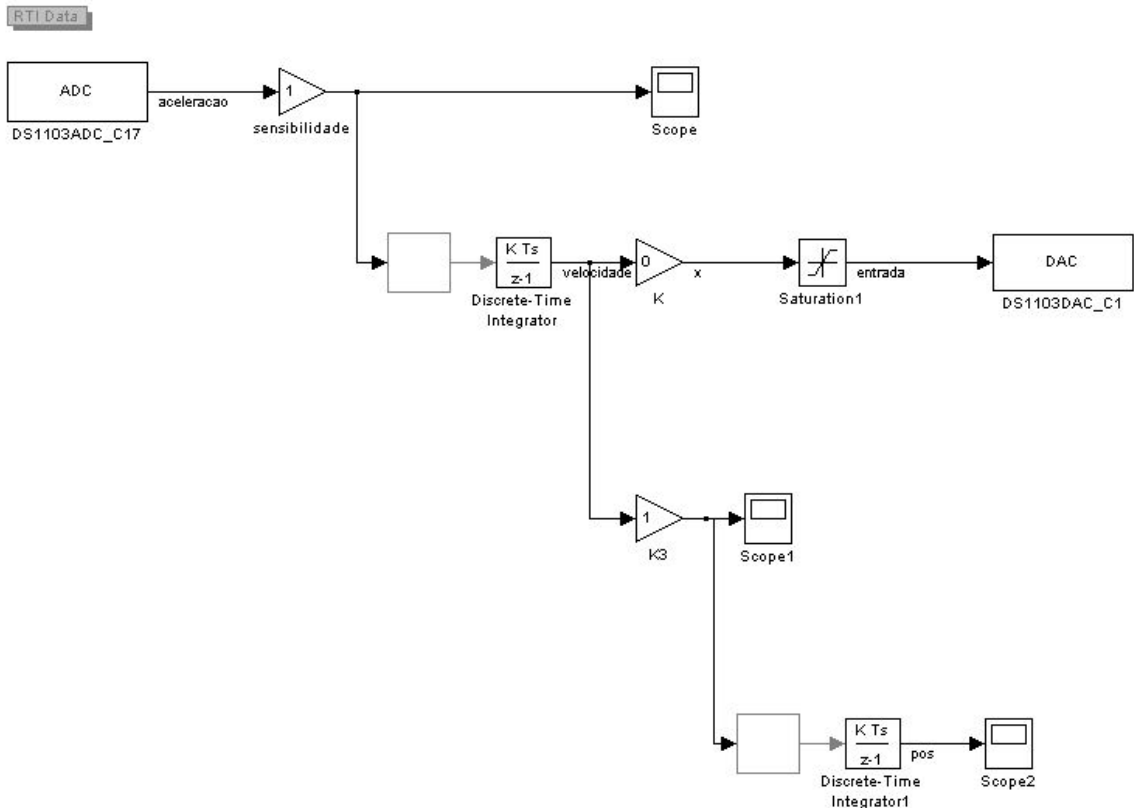 RTI Data
ADC
aceleracao
DS1103ADC_C17
1
sensibilidade
Scope
K Ts
z-1
Discrete-Time
Integrator
velocidade
0
K
x
Saturation1
entrada
DAC
DS1103DAC_C1
1
K3
Scope1
K Ts
z-1
Discrete-Time
Integrator1
pos
Scope2